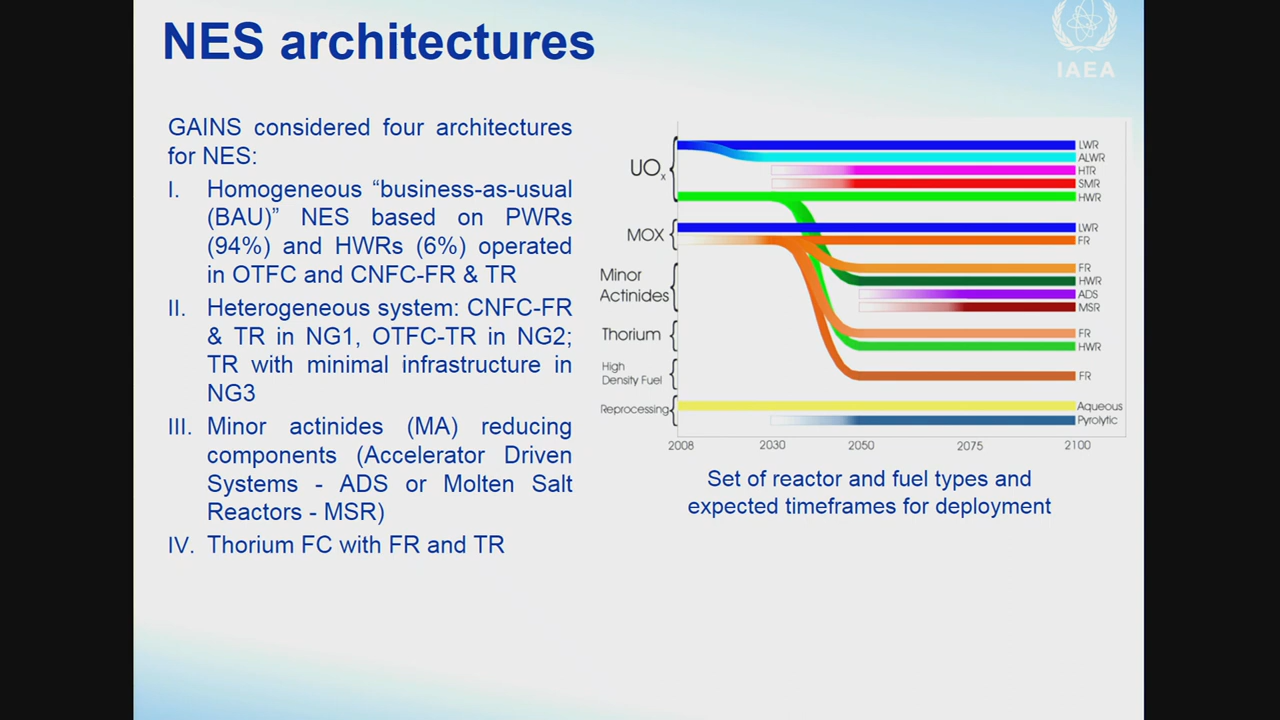 NES architectures
IAEA
GAINS considered four architectures
for NES:
I. Homogeneous “business-as-usual
(BAU)” NES based on PWRs
(94%) and HWRs (6%) operated
in OTFC and CNFC-FR & TR
II. Heterogeneous system: CNFC-FR
& TR in NG1, OTFC-TR in NG2;
TR with minimal infrastructure in
NG3
III. Minor actinides (MA) reducing
components (Accelerator Driven
Systems - ADS or Molten Salt
Reactors - MSR)
IV. Thorium FC with FR and TR
UOx
LWR
ALWR
HTR
SMR
HWR
MOX
LWR
FR
Minor
Actinides
FR
HWR
ADS
MSR
Thorium
FR
HWR
High
Density Fuel
FR
Reprocessing
Aqueous
Pyrolytic
2008 2030 2050 2075 2100
Set of reactor and fuel types and
expected timeframes for deployment